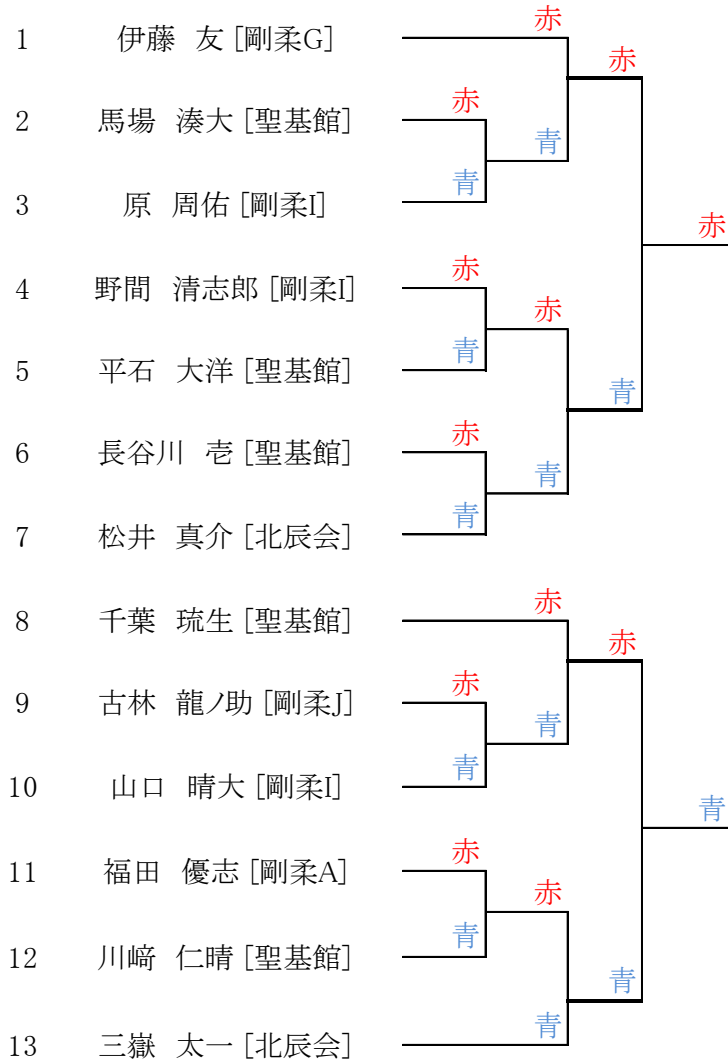 赤
1 伊藤 友 [剛柔G]
赤
赤
2 馬場 湊大 [聖基館]
青
青
3 原 周佑 [剛柔I]
赤
赤
4 野間 清志郎 [剛柔I]
赤
青
5 平石 大洋 [聖基館]
青
赤
6 長谷川 壱 [聖基館]
青
青
7 松井 真介 [北辰会]
赤
8 千葉 琉生 [聖基館]
赤
赤
9 古林 龍ノ助 [剛柔J]
青
青
10 山口 晴大 [剛柔I]
青
赤
11 福田 優志 [剛柔A]
赤
青
12 川﨑 仁晴 [聖基館]
青
青
13 三嶽 太一 [北辰会]